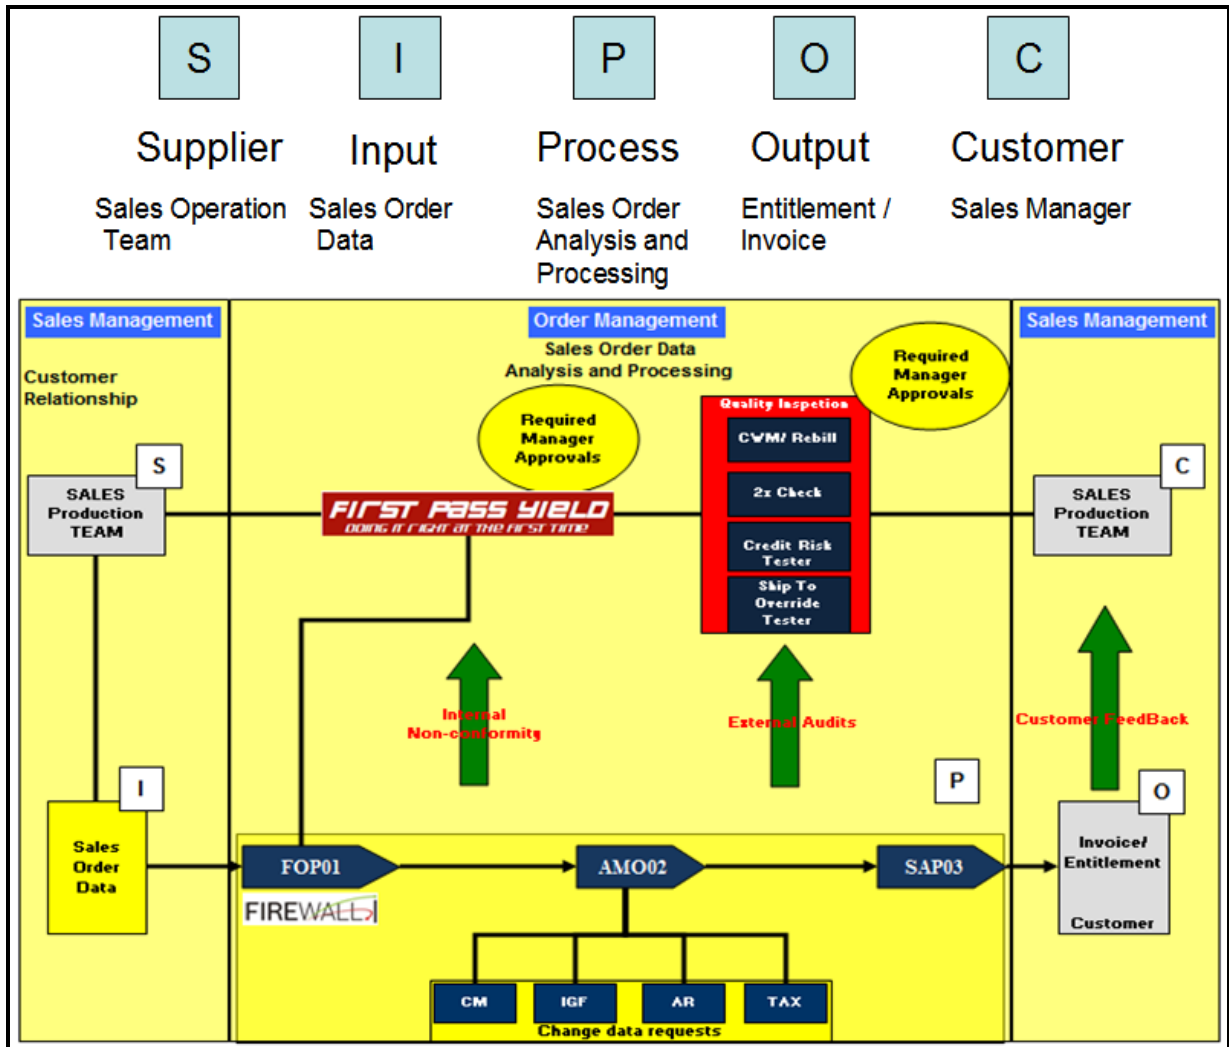 S
I
P
O
C
Supplier
Input
Process
Output
Customer
Sales Operation
Team
Sales Order
Data
Sales Order
Analysis and
Processing
Entitlement /
Invoice
Sales Manager
Sales Management
Order Management
Sales Management
Customer
Relationship
Sales Order Data
Analysis and Processing
Required
Manager
Approvals
Required
Manager
Approvals
Quality Inspetion
CWM/ Rebill
2x Check
Credit Risk
Tester
Ship To
Override
Tester
S
SALES
Production
TEAM
FIRST PASS YIELD
DOING IT RIGHT AT THE FIRST TIME
C
SALES
Production
TEAM
Internal
Non-conformity
External Audits
Customer FeedBack
I
Sales
Order
Data
P
O
Invoice/
Entitlement
Customer
FOP01
AMO02
SAP03
FIREWALL
CM
IGF
AR
TAX
Change data requests